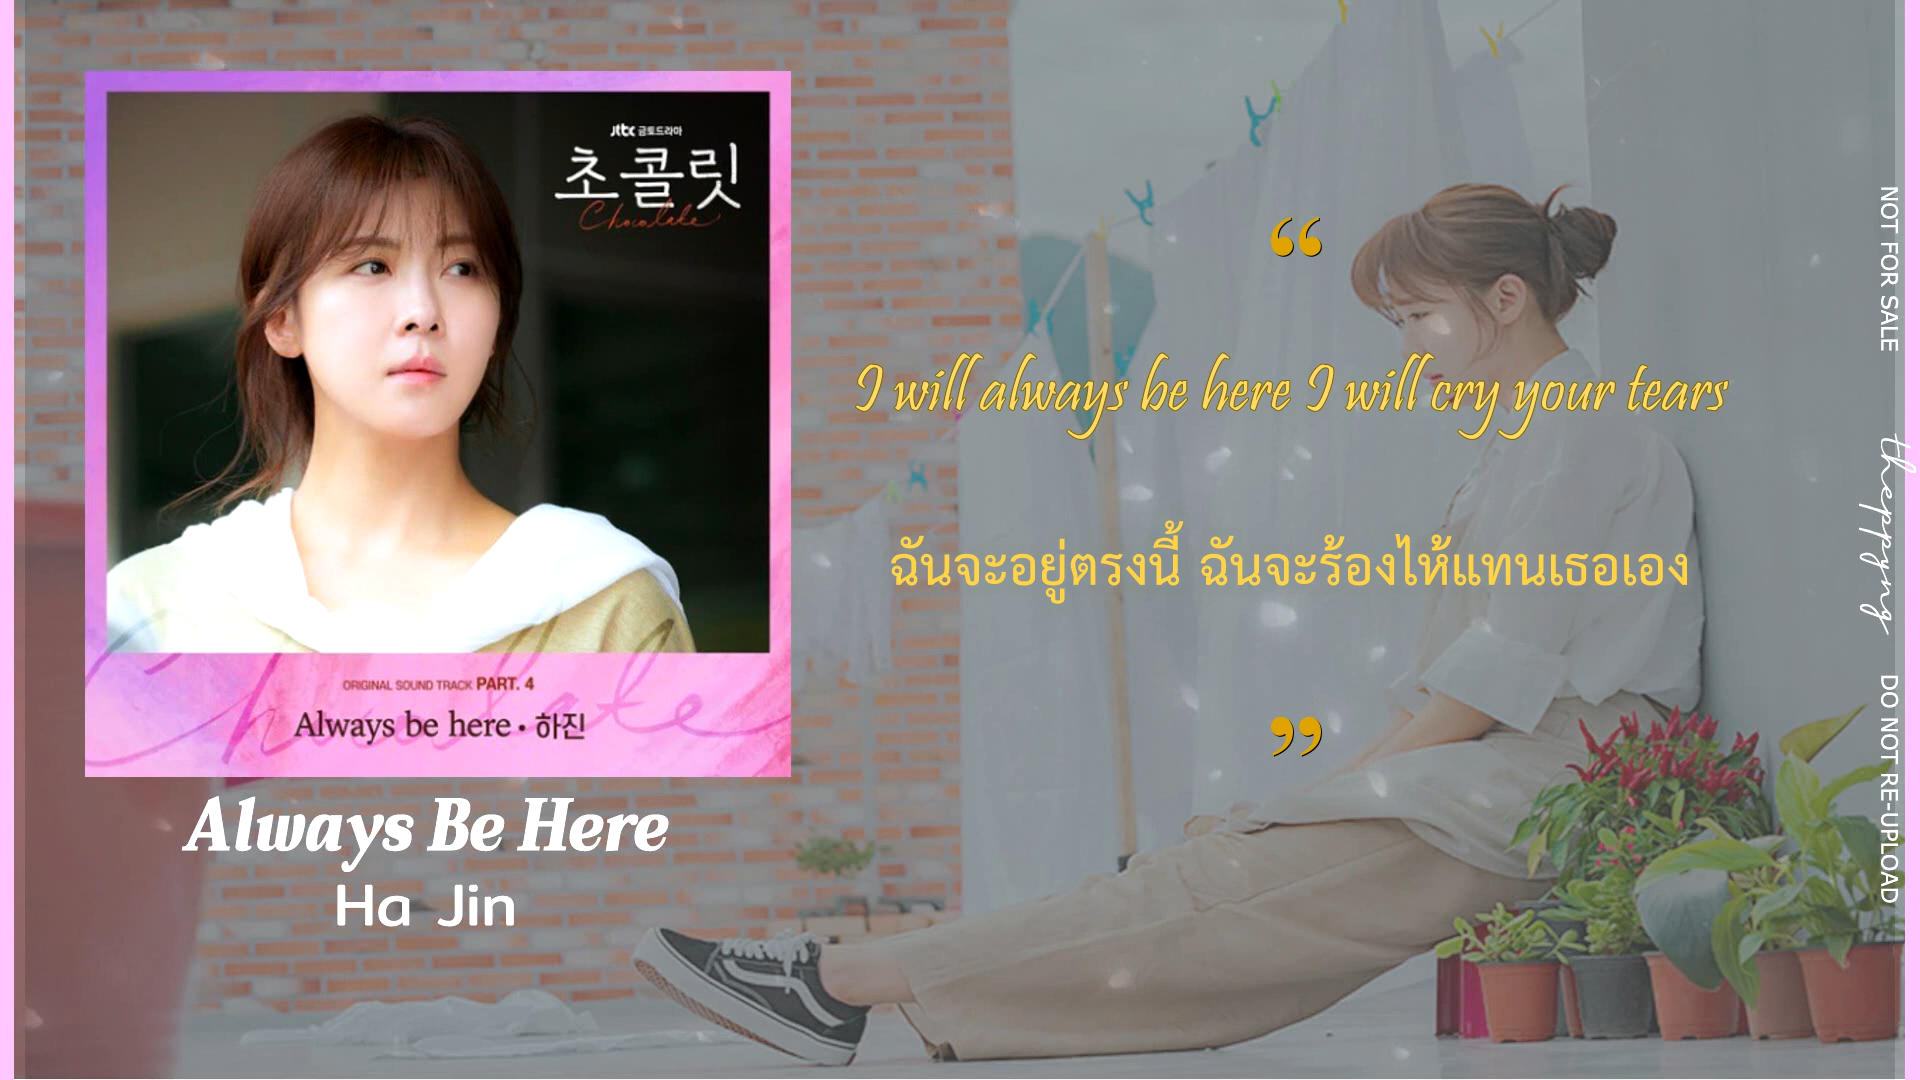 jtbc 금토드라마
초콜릿
Chocolate
Chocolate
ORIGINAL SOUND TRACK PART. 4
Always be here • 하진
Always Be Here
Ha Jin
“
I will always be here I will cry your tears
ฉันจะอยู่ตรงนี้ ฉันจะร้องไห้แทนเธอเอง
”
NOT FOR SALE
theppyng
DO NOT RE-UPLOAD